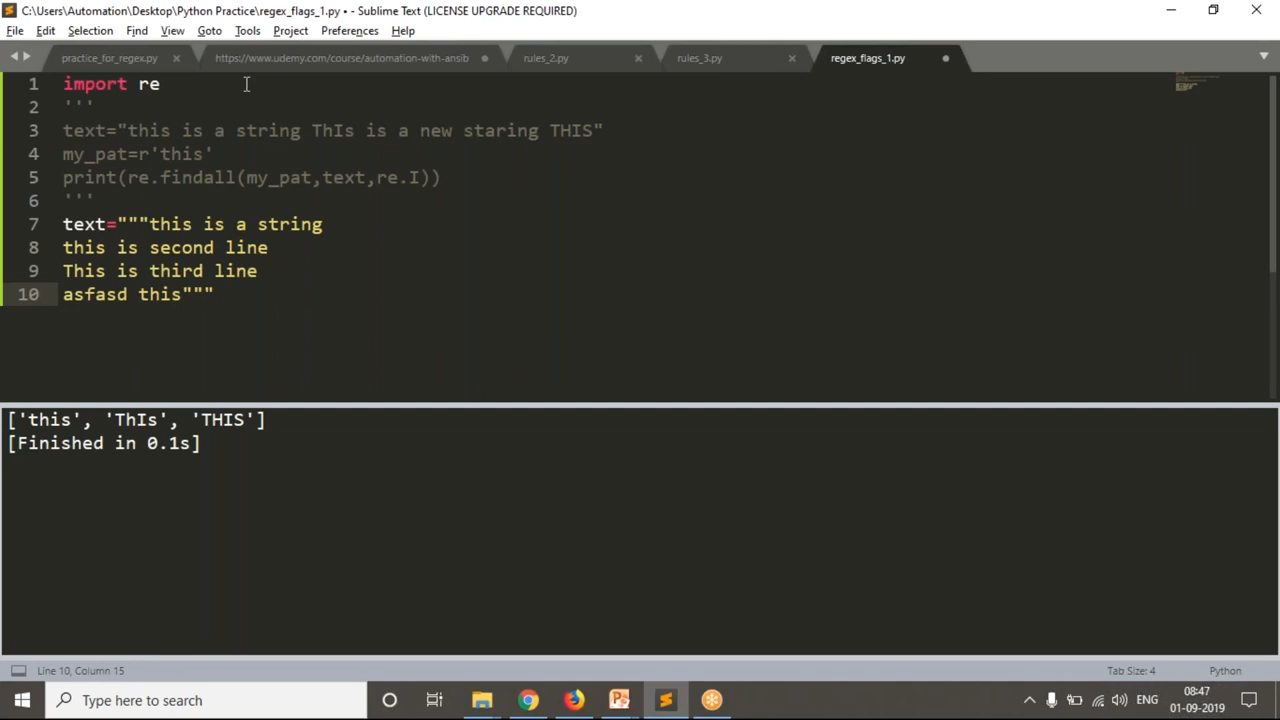 C:\Users\Automation\Desktop\Python Practice\regex_flags_1.py • - Sublime Text (LICENSE UPGRADE REQUIRED)
File Edit Selection Find View Goto Tools Project Preferences Help
practice_for_regex.py https://www.udemy.com/course/automation-with-ansib rules_2.py rules_3.py regex_flags_1.py
1 import re
2 '''
3 text="this is a string ThIs is a new staring THIS"
4 my_pat=r'this'
5 print(re.findall(my_pat,text,re.I))
6 '''
7 text="""this is a string
8 this is second line
9 This is third line
10 asfasd this"""
['this', 'ThIs', 'THIS']
[Finished in 0.1s]
Line 10, Column 15 Tab Size: 4 Python
Type here to search ENG 08:47
01-09-2019